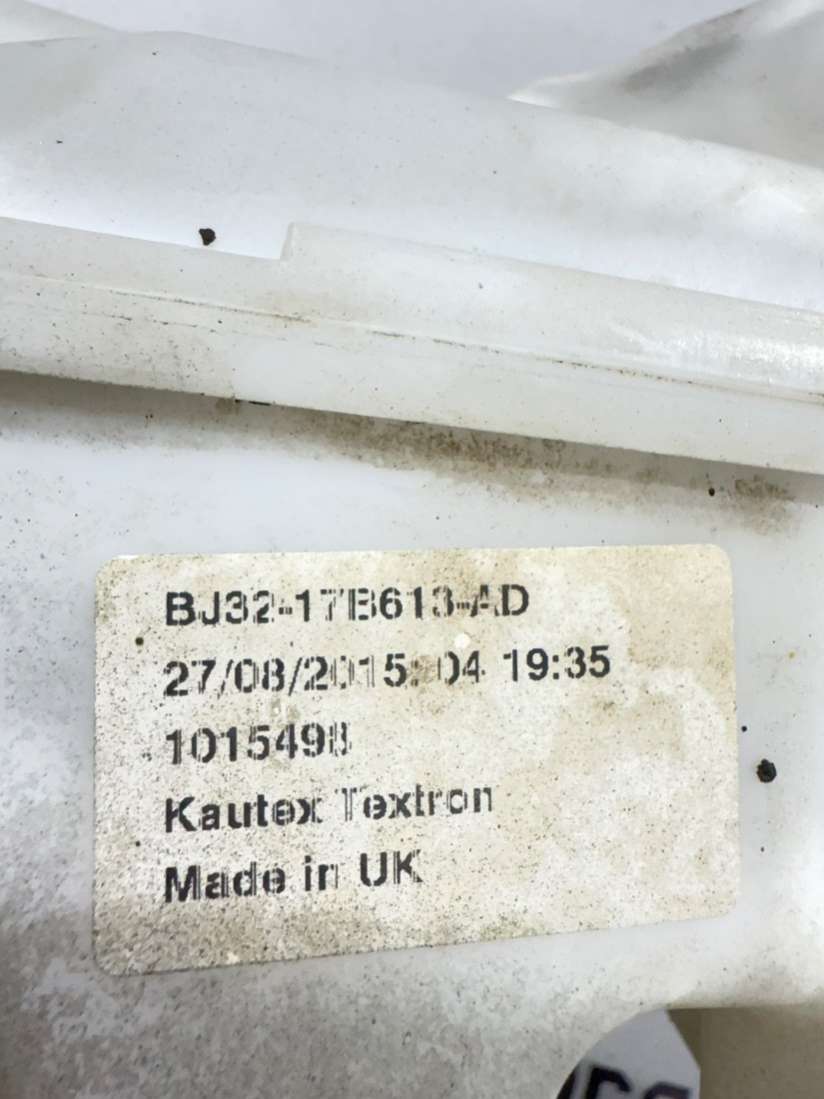 BJ32-17B613-AD
27/08/2015 04 19:35
1015498
Kautex Textron
Made in UK